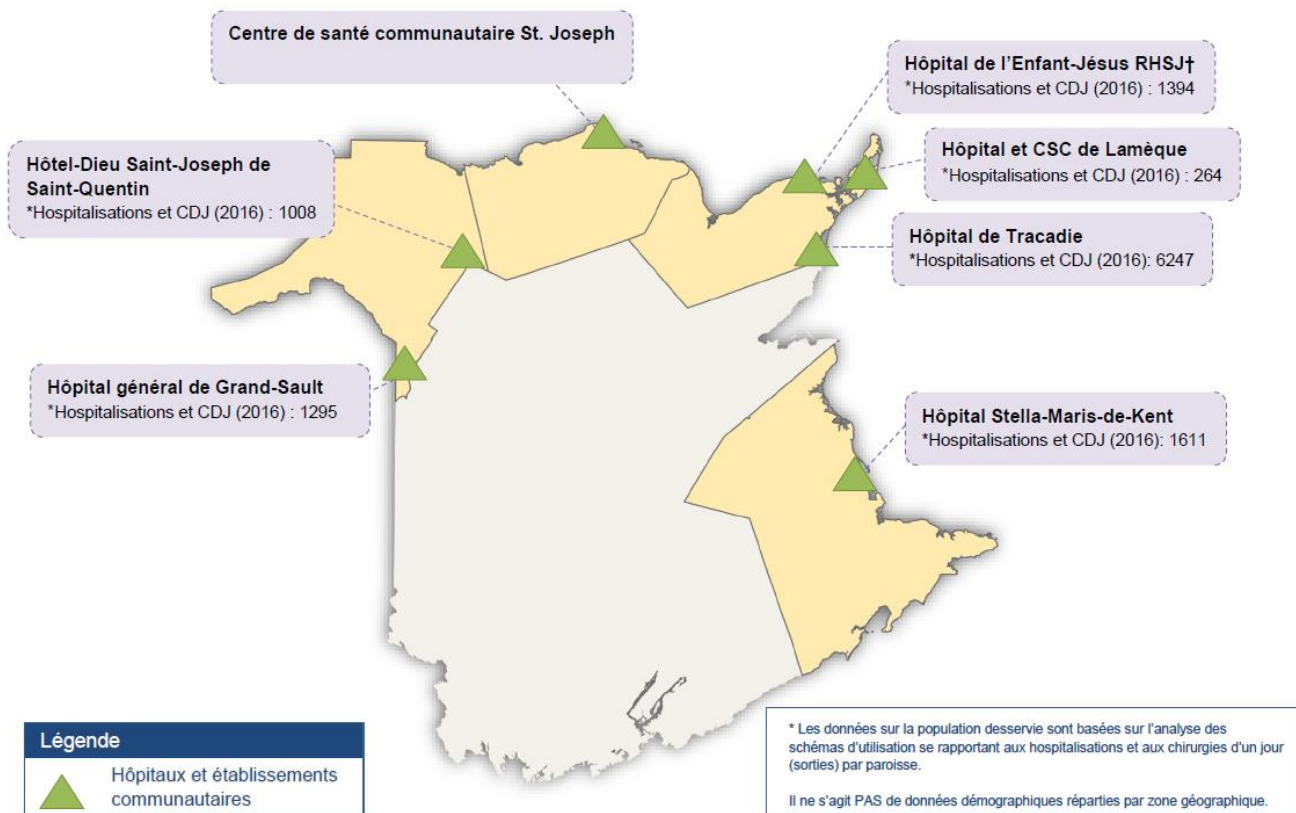 Centre de santé communautaire St. Joseph
Hôpital de l'Enfant-Jésus RHSJ†
*Hospitalisations et CDJ (2016) : 1394
Hôtel-Dieu Saint-Joseph de
Saint-Quentin
*Hospitalisations et CDJ (2016) : 1008
Hôpital et CSC de Lamèque
*Hospitalisations et CDJ (2016) : 264
Hôpital de Tracadie
*Hospitalisations et CDJ (2016): 6247
Hôpital général de Grand-Sault
*Hospitalisations et CDJ (2016) : 1295
Hôpital Stella-Maris-de-Kent
*Hospitalisations et CDJ (2016): 1611
Légende
Hôpitaux et établissements
communautaires
* Les données sur la population desservie sont basées sur l'analyse des
schémas d'utilisation se rapportant aux hospitalisations et aux chirurgies d'un jour
(sorties) par paroisse.
Il ne s'agit PAS de données démographiques réparties par zone géographique.